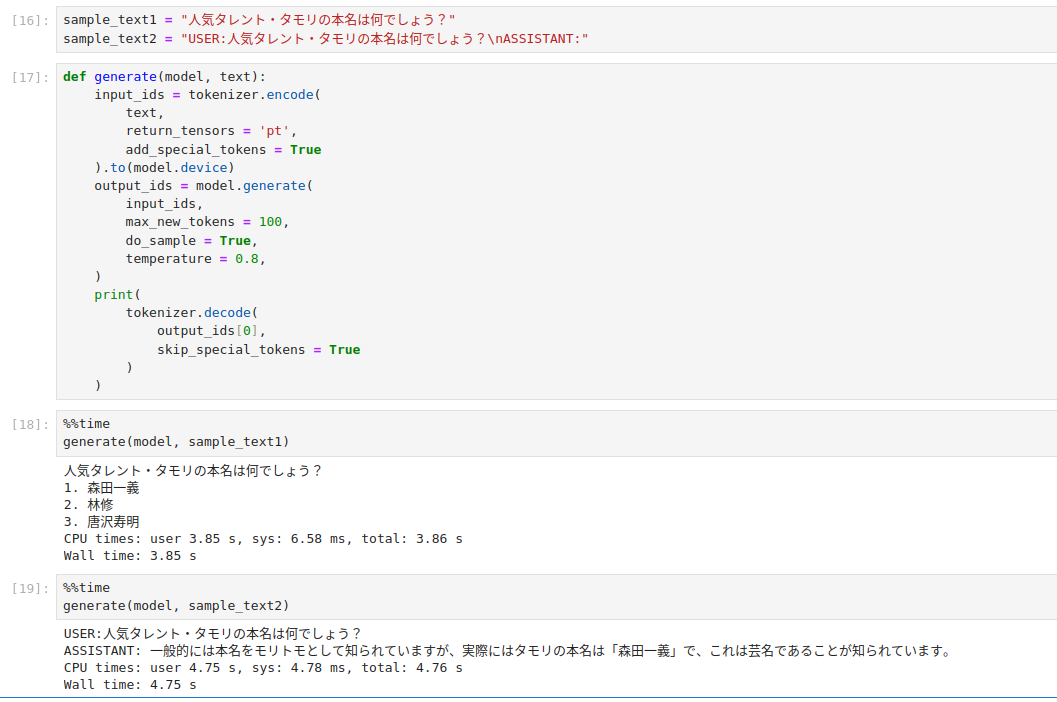 [16]: sample_text1 = "人気タレント・タモリの本名は何でしょう？"
sample_text2 = "USER:人気タレント・タモリの本名は何でしょう？\nASSISTANT:"
[17]: def generate(model, text):
    input_ids = tokenizer.encode(
        text,
        return_tensors = 'pt',
        add_special_tokens = True
    ).to(model.device)
    output_ids = model.generate(
        input_ids,
        max_new_tokens = 100,
        do_sample = True,
        temperature = 0.8,
    )
    print(
        tokenizer.decode(
            output_ids[0],
            skip_special_tokens = True
        )
    )
[18]: %%time
generate(model, sample_text1)
人気タレント・タモリの本名は何でしょう？
1. 森田一義
2. 林修
3. 唐沢寿明
CPU times: user 3.85 s, sys: 6.58 ms, total: 3.86 s
Wall time: 3.85 s
[19]: %%time
generate(model, sample_text2)
USER:人気タレント・タモリの本名は何でしょう？
ASSISTANT: 一般的には本名をモリトモとして知られていますが、実際にはタモリの本名は「森田一義」で、これは芸名であることが知られています。
CPU times: user 4.75 s, sys: 4.78 ms, total: 4.76 s
Wall time: 4.75 s